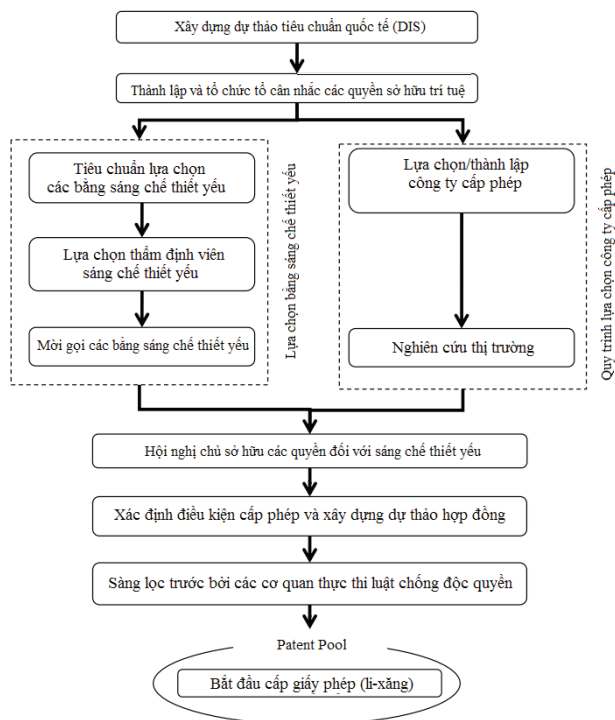 Xây dựng dự thảo tiêu chuẩn quốc tế (DIS)
Thành lập và tổ chức tổ cân nhắc các quyền sở hữu trí tuệ
Tiêu chuẩn lựa chọn
các bằng sáng chế thiết yếu
Lựa chọn thẩm định viên
sáng chế thiết yếu
Mời gọi các bằng sáng chế thiết yếu
Lựa chọn bằng sáng chế thiết yếu
Lựa chọn/thành lập
công ty cấp phép
Nghiên cứu thị trường
Quy trình lựa chọn công ty cấp phép
Hội nghị chủ sở hữu các quyền đối với sáng chế thiết yếu
Xác định điều kiện cấp phép và xây dựng dự thảo hợp đồng
Sàng lọc trước bởi các cơ quan thực thi luật chống độc quyền
Patent Pool
Bắt đầu cấp giấy phép (li-xăng)